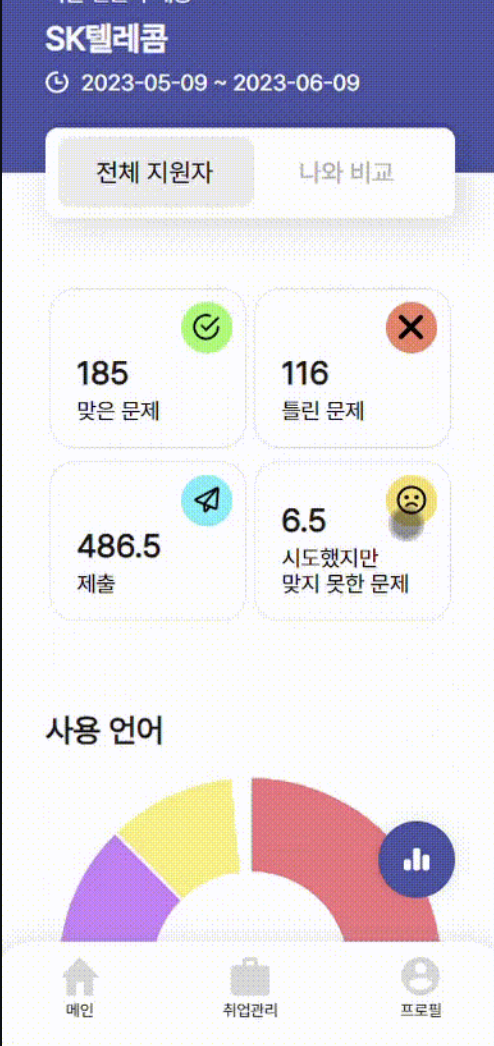 SK텔레콤
2023-05-09 ~ 2023-06-09
전체 지원자
나와 비교
185
맞은 문제
116
틀린 문제
486.5
제출
6.5
시도했지만
맞지 못한 문제
사용 언어
메인
취업관리
프로필